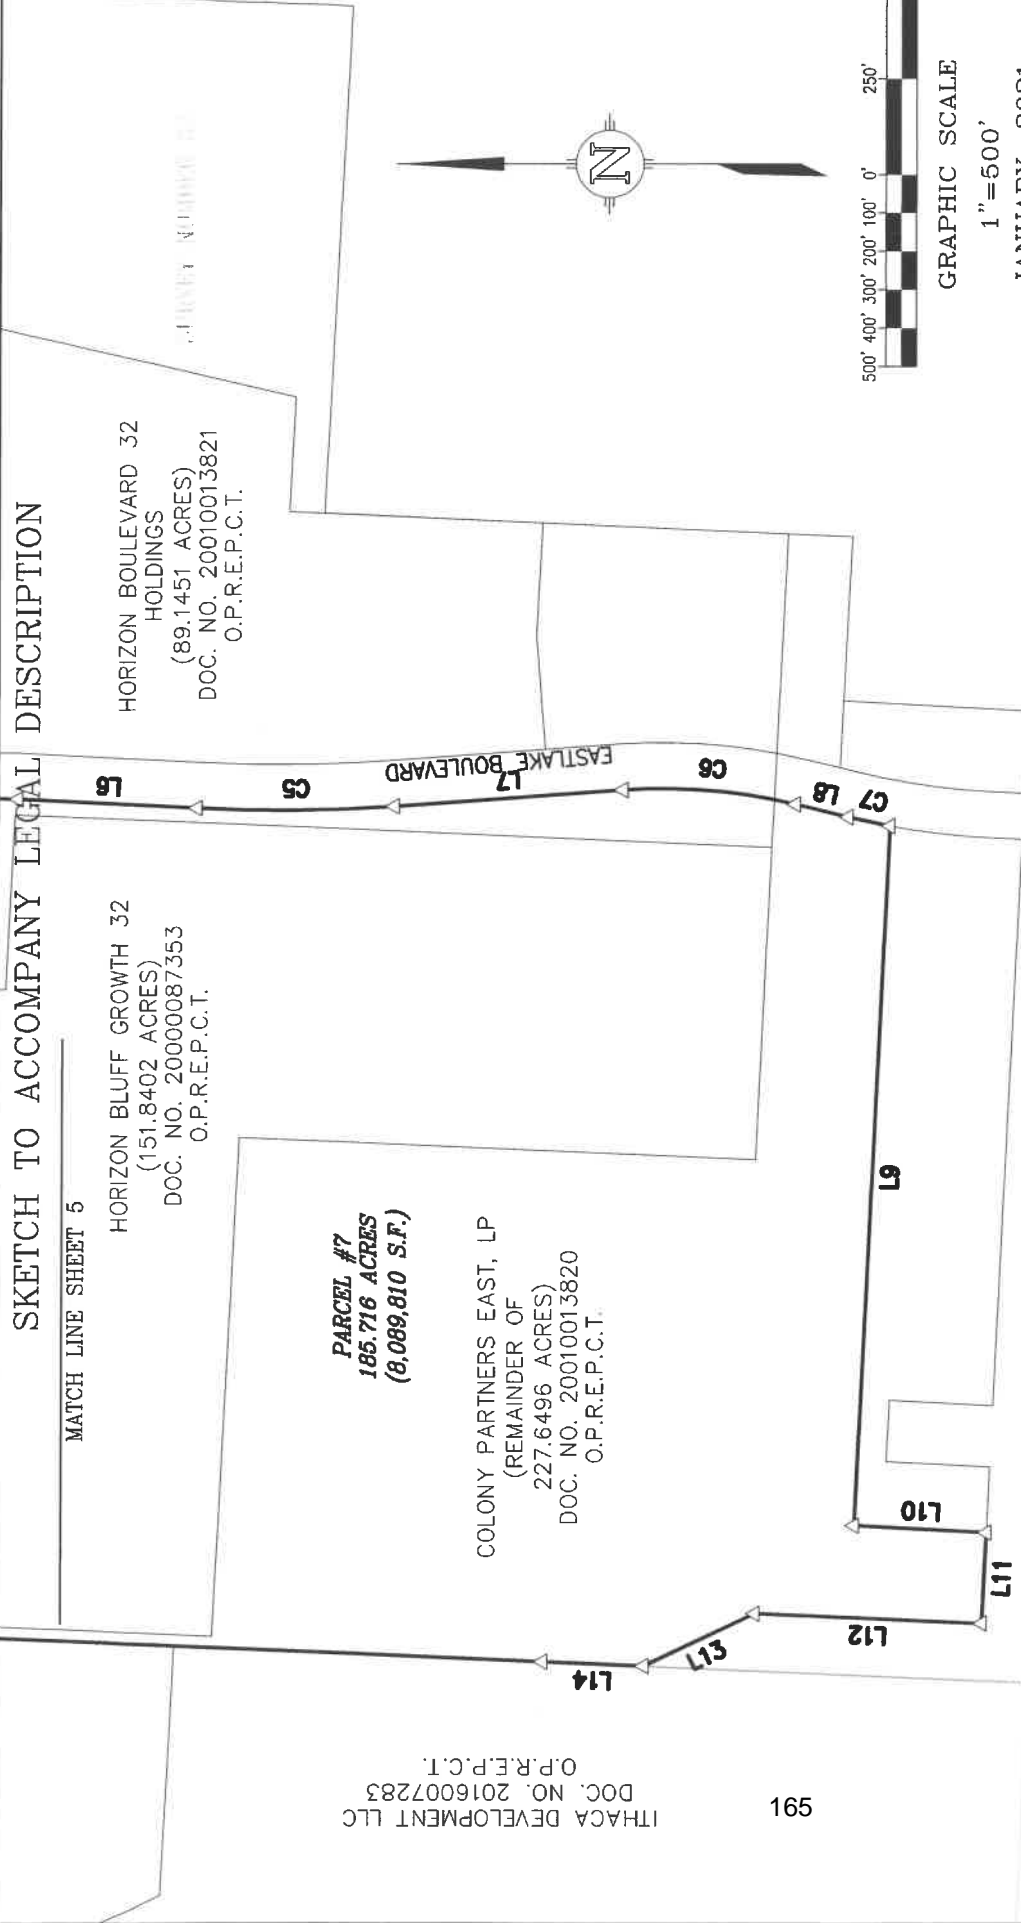 SKETCH TO ACCOMPANY LEGAL DESCRIPTION
MATCH LINE SHEET 5
HORIZON BLUFF GROWTH 32
(151.8402 ACRES)
DOC. NO. 20000087353
O.P.R.E.P.C.T.
HORIZON BOULEVARD 32
HOLDINGS
(89.1451 ACRES)
DOC. NO. 20010013821
O.P.R.E.P.C.T.
PARCEL #7
185.716 ACRES
(8,089,810 S.F.)
COLONY PARTNERS EAST, LP
(REMAINDER OF
227.6496 ACRES)
DOC. NO. 20010013820
O.P.R.E.P.C.T.
ITHACA DEVELOPMENT LLC
DOC. NO. 2016007283
O.P.R.E.P.C.T.
EASTLAKE BOULEVARD
L6
C5
L7
C6
L8
C7
L9
L10
L11
L12
L13
L14
N
500' 400' 300' 200' 100' 0' 250'
GRAPHIC SCALE
1"=500'
165